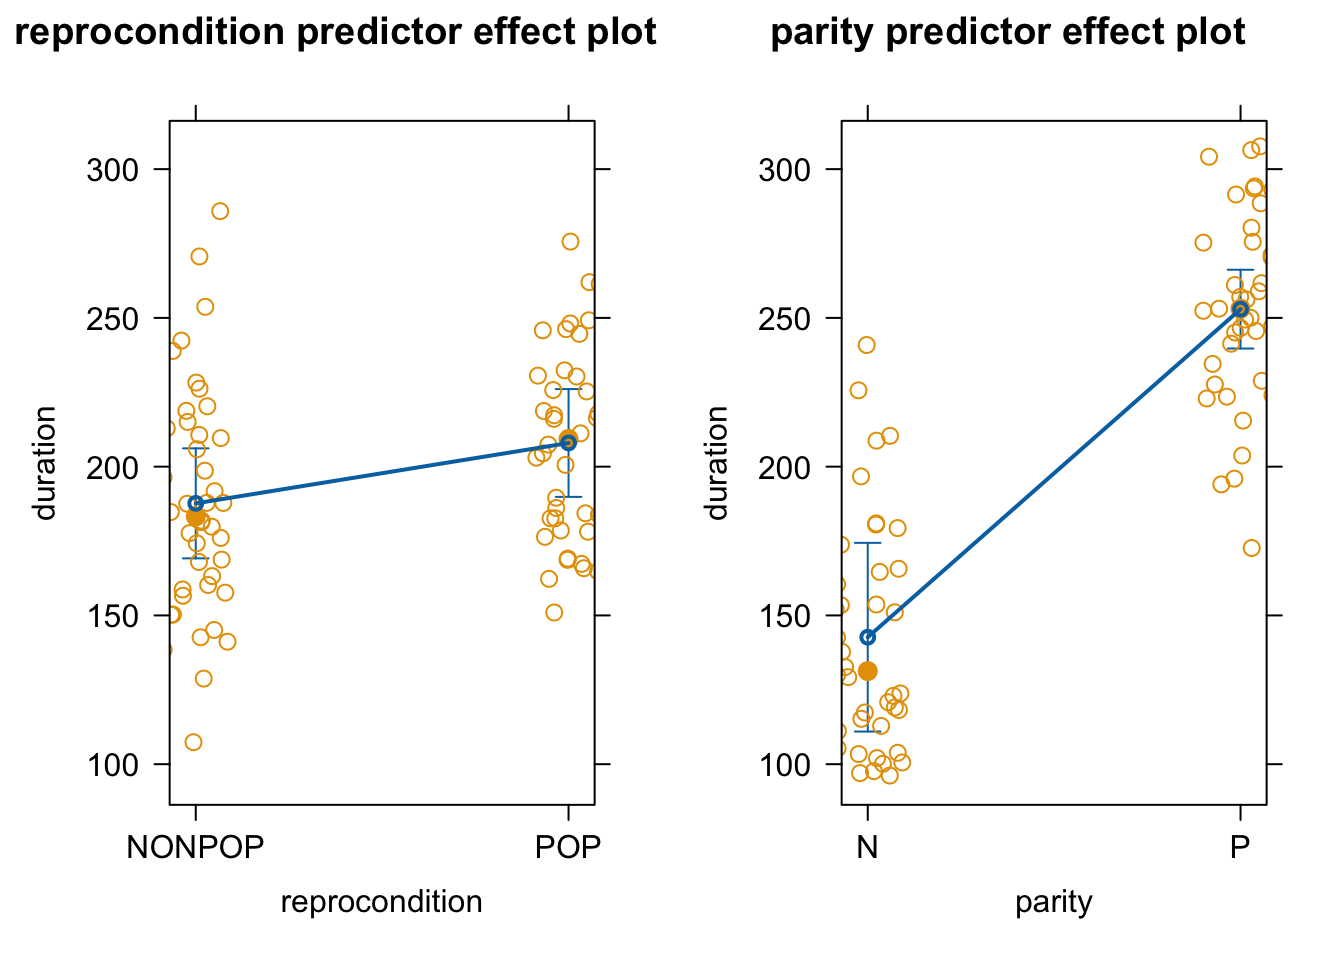 reprocondition predictor effect plot
duration
300
250
200
150
100
NONPOP POP
reprocondition
parity predictor effect plot
duration
300
250
200
150
100
N P
parity